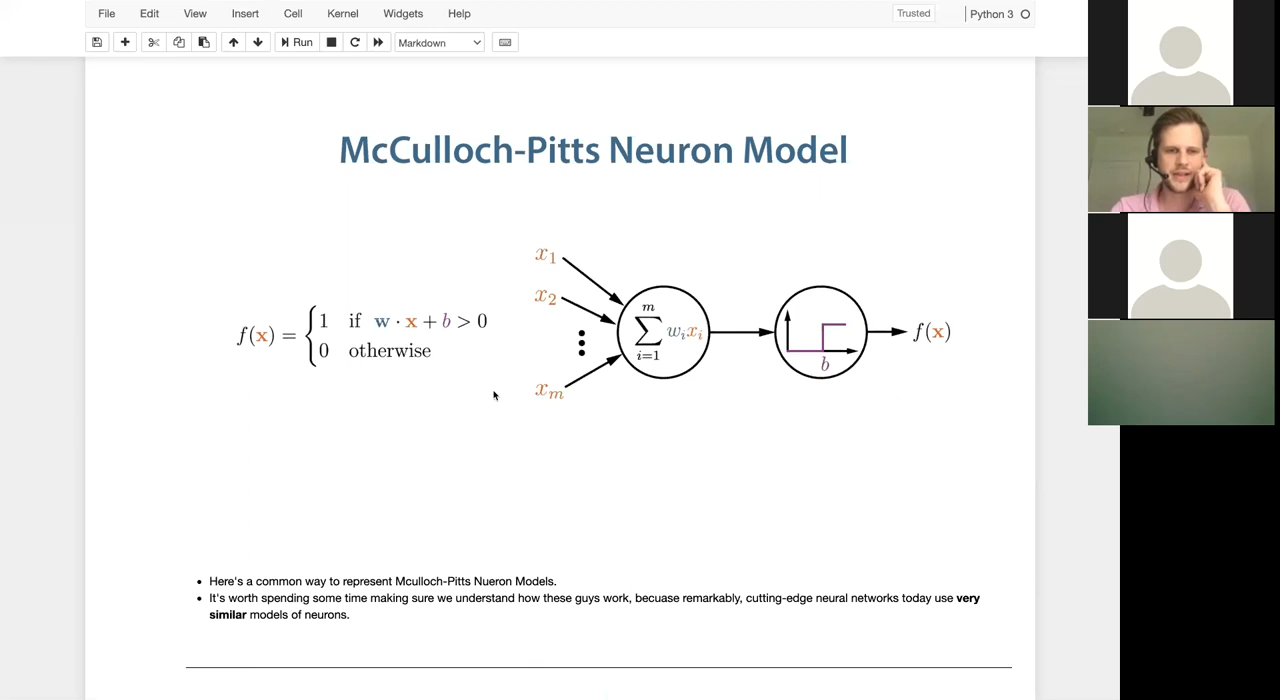 File Edit View Insert Cell Kernel Widgets Help Trusted Python 3
Run Markdown
McCulloch-Pitts Neuron Model
f(x) = { 1 if w · x + b > 0
0 otherwise
x₁
x₂
xₘ
m
∑ wᵢxᵢ
i=1
b
f(x)
Here's a common way to represent Mculloch-Pitts Nueron Models.
It's worth spending some time making sure we understand how these guys work, becuase remarkably, cutting-edge neural networks today use very
similar models of neurons.